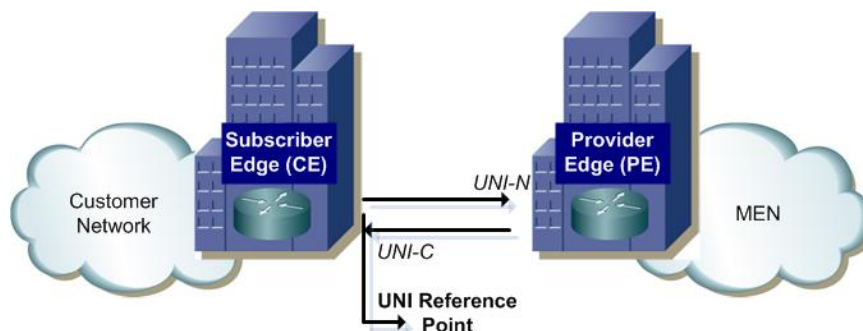 Subscriber
Edge (CE)
Provider
Edge (PE)
UNI-N
Customer
Network
MEN
UNI-C
UNI Reference
Point